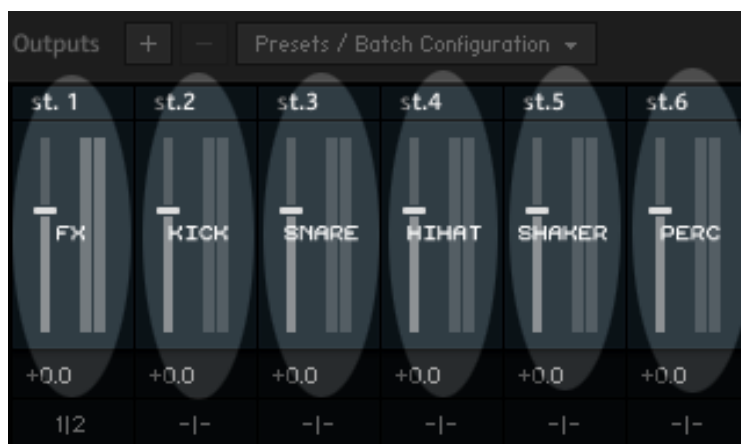 Outputs + − Presets / Batch Configuration
st. 1 st.2 st.3 st.4 st.5 st.6
FX KICK SNARE HIHAT SHAKER PERC
+0.0 +0.0 +0.0 +0.0 +0.0 +0.0
1|2 -|- -|- -|- -|- -|-